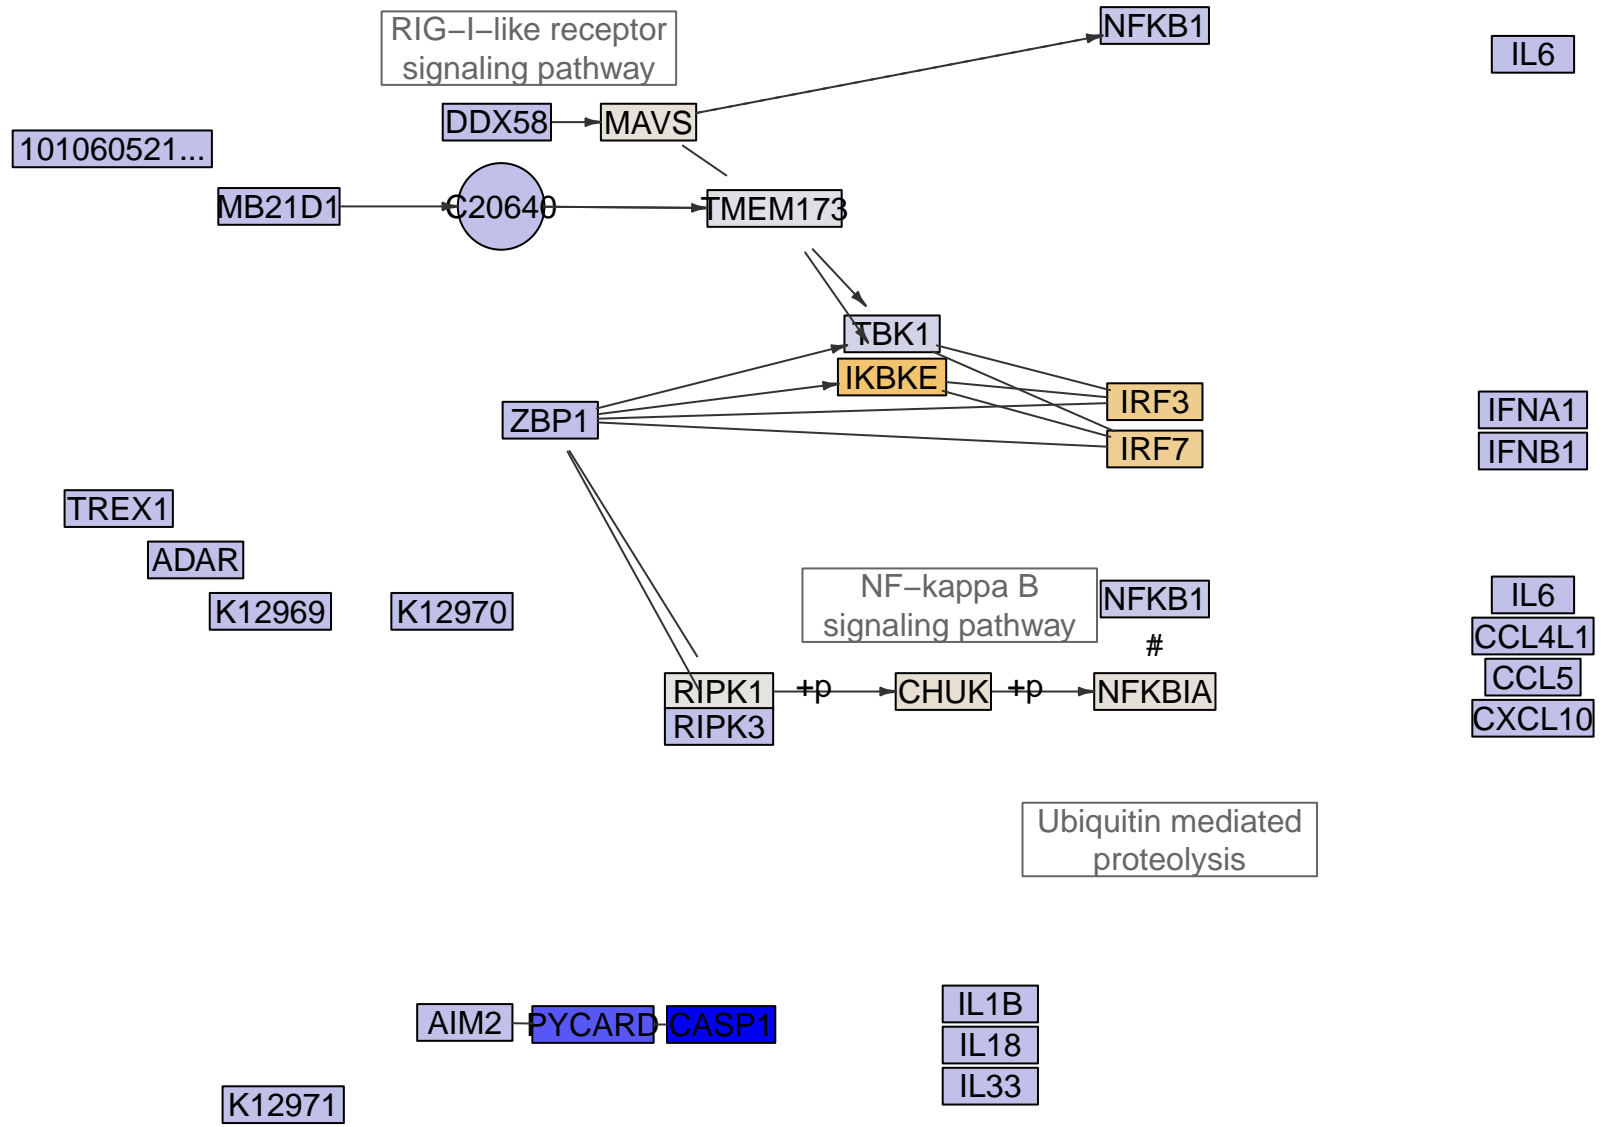 RIG−I−like receptor
signaling pathway
NFKB1
IL6
DDX58
MAVS
101060521...
MB21D1
C20640
TMEM173
TBK1
IKBKE
IRF3
ZBP1
IRF7
IFNA1
IFNB1
TREX1
ADAR
K12969
K12970
NF−kappa B
signaling pathway
NFKB1
#
IL6
CCL4L1
CCL5
CXCL10
RIPK1
+p
CHUK
+p
NFKBIA
RIPK3
Ubiquitin mediated
proteolysis
AIM2
PYCARD
CASP1
IL1B
IL18
IL33
K12971